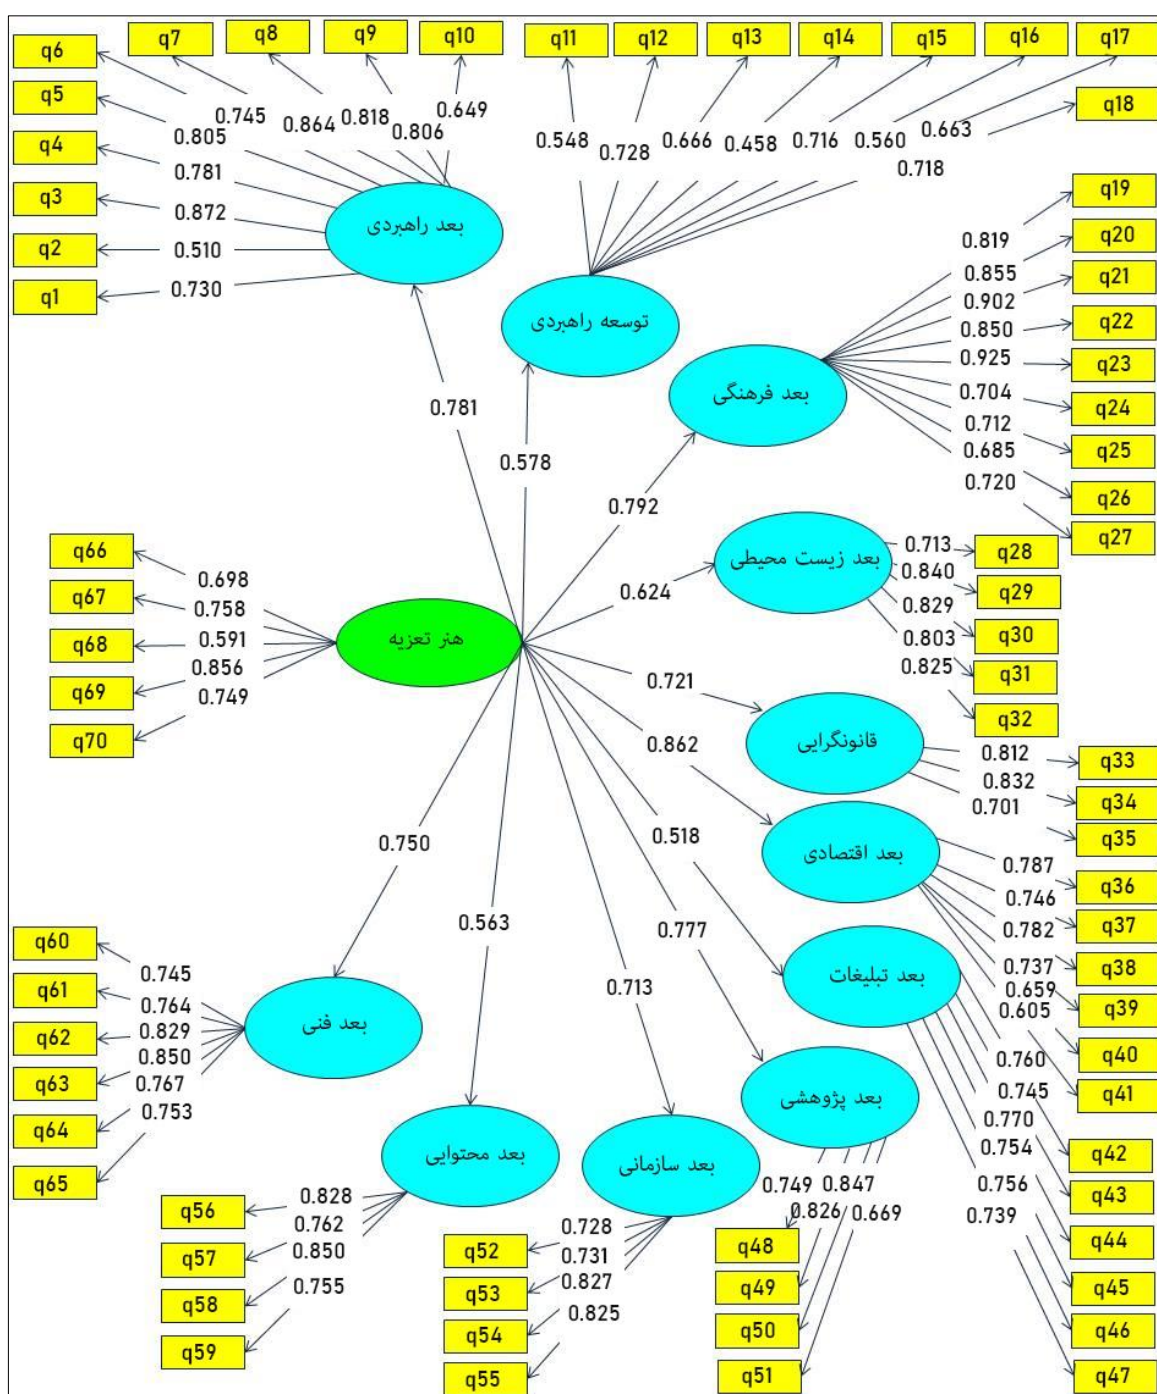 q6
q7
q8
q9
q10
q11
q12
q13
q14
q15
q16
q17
q18
q5
q4
q3
q2
q1
0.745
0.864
0.818
0.806
0.649
0.805
0.781
0.872
0.510
0.730
بعد راهبردی
0.548
0.728
0.666
0.458
0.716
0.560
0.663
0.718
توسعه راهبردی
q19
q20
q21
q22
q23
q24
q25
q26
q27
0.819
0.855
0.902
0.850
0.925
0.704
0.712
0.685
0.720
بعد فرهنگی
0.781
0.578
0.792
0.624
0.721
0.862
0.518
0.777
0.713
0.563
0.750
q66
q67
q68
q69
q70
0.698
0.758
0.591
0.856
0.749
هنر تعزیه
بعد زیست محیطی
0.713
0.840
0.829
0.803
0.825
q28
q29
q30
q31
q32
قانونگرایی
0.812
0.832
0.701
q33
q34
q35
بعد اقتصادی
0.787
0.746
0.782
0.737
0.659
0.605
q36
q37
q38
q39
q40
q41
بعد تبلیغات
0.760
0.745
0.770
0.754
0.756
0.739
q42
q43
q44
q45
q46
q47
بعد پژوهشی
0.749
0.847
0.826
0.669
q48
q49
q50
q51
بعد سازمانی
0.728
0.731
0.827
0.825
q52
q53
q54
q55
بعد محتوایی
0.828
0.762
0.850
0.755
q56
q57
q58
q59
بعد فنی
0.745
0.764
0.829
0.850
0.767
0.753
q60
q61
q62
q63
q64
q65